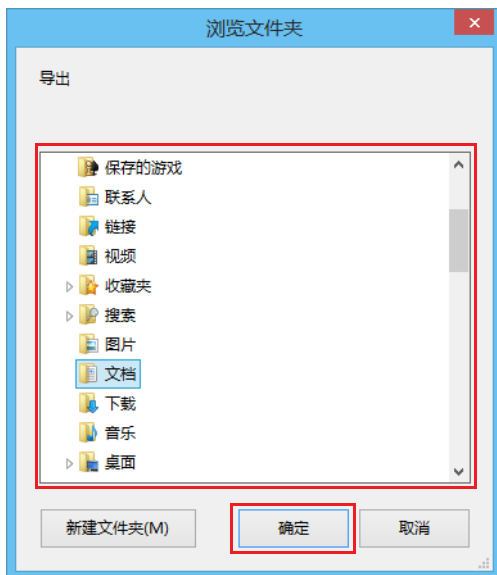 浏览文件夹
导出
保存的游戏
联系人
链接
视频
收藏夹
搜索
图片
文档
下载
音乐
桌面
新建文件夹(M) 确定 取消